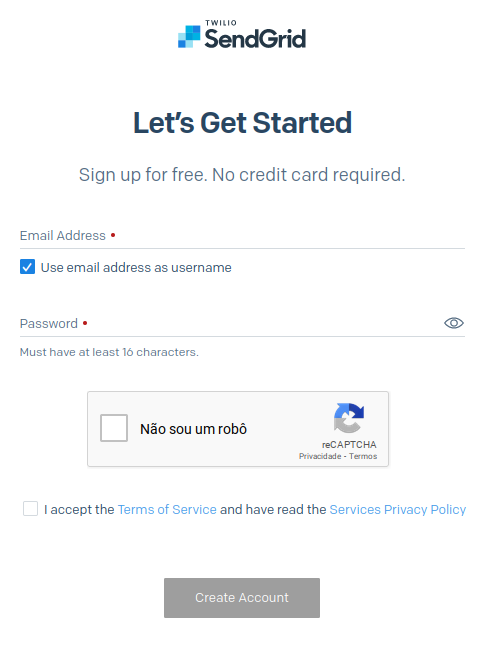 TWILIO
SendGrid
Let's Get Started
Sign up for free. No credit card required.
Email Address •
Use email address as username
Password •
Must have at least 16 characters.
Não sou um robô
reCAPTCHA
Privacidade - Termos
I accept the Terms of Service and have read the Services Privacy Policy
Create Account